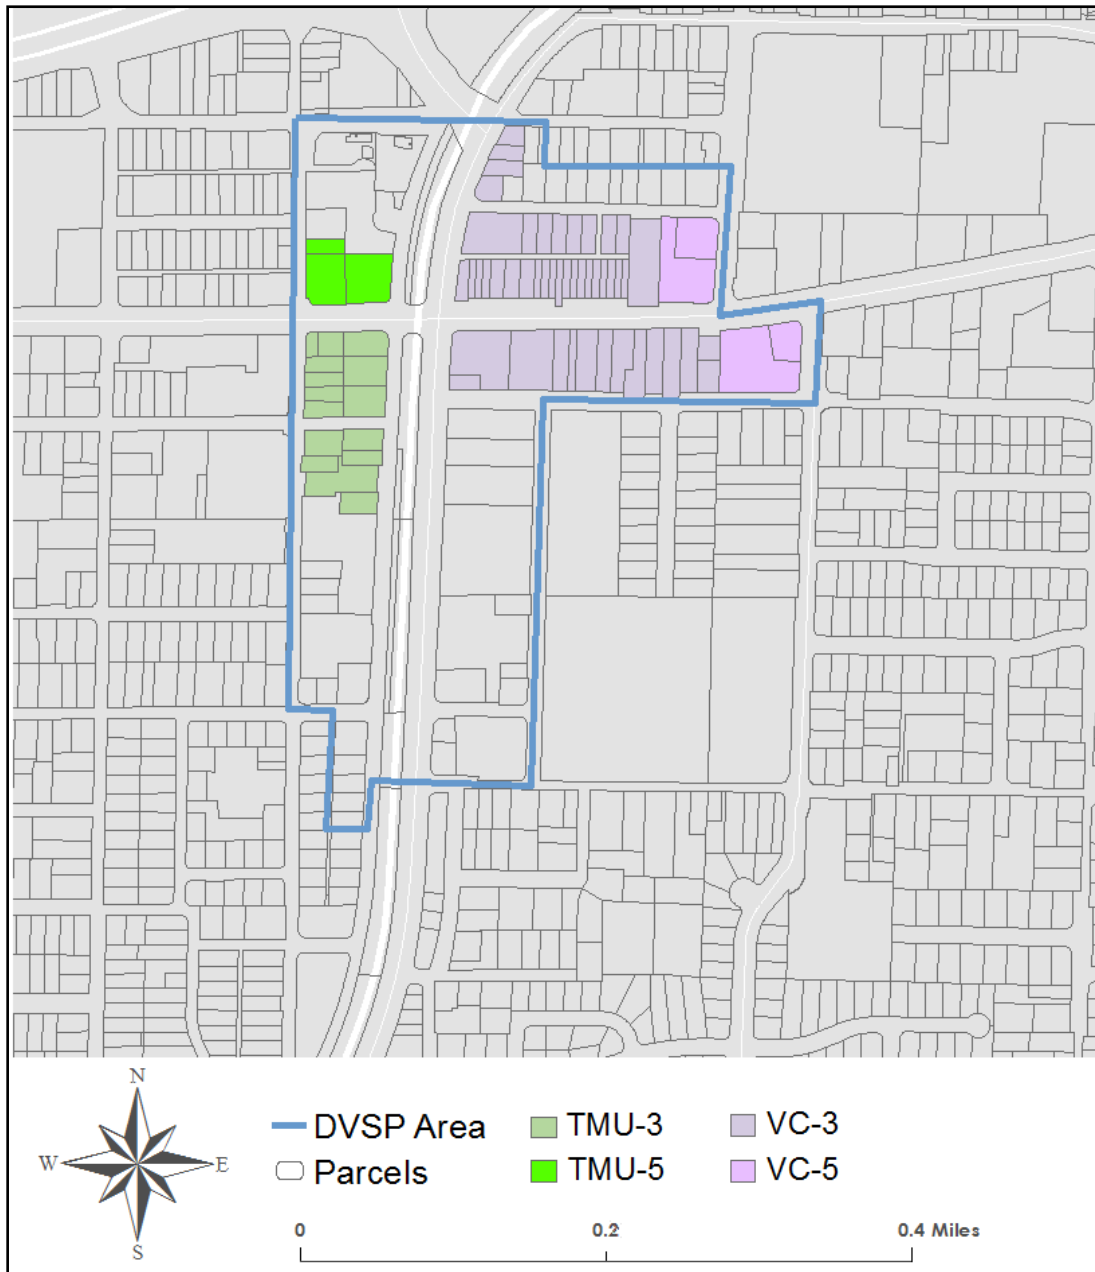 N
W E
S
DVSP Area
Parcels
TMU-3
TMU-5
VC-3
VC-5
0 0.2 0.4 Miles